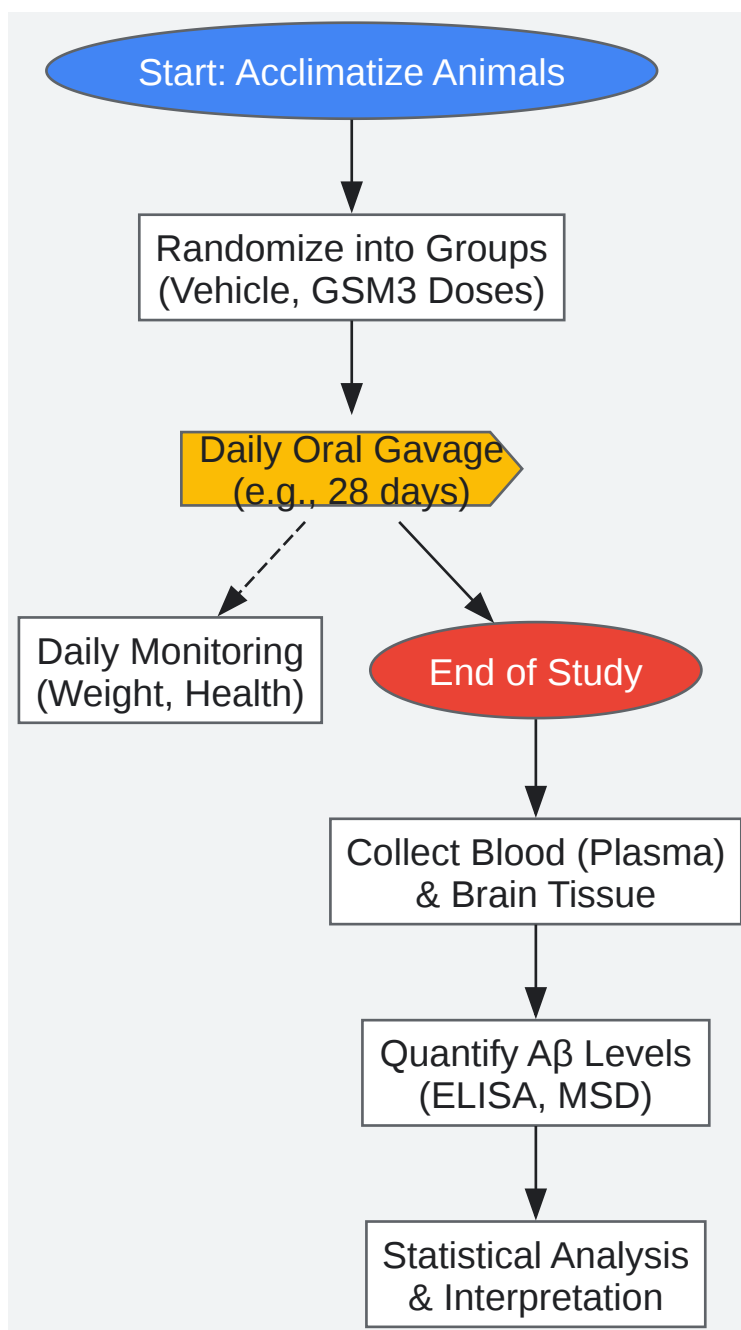 Start: Acclimatize Animals
Randomize into Groups
(Vehicle, GSM3 Doses)
Daily Oral Gavage
(e.g., 28 days)
Daily Monitoring
(Weight, Health)
End of Study
Collect Blood (Plasma)
& Brain Tissue
Quantify Aβ Levels
(ELISA, MSD)
Statistical Analysis
& Interpretation